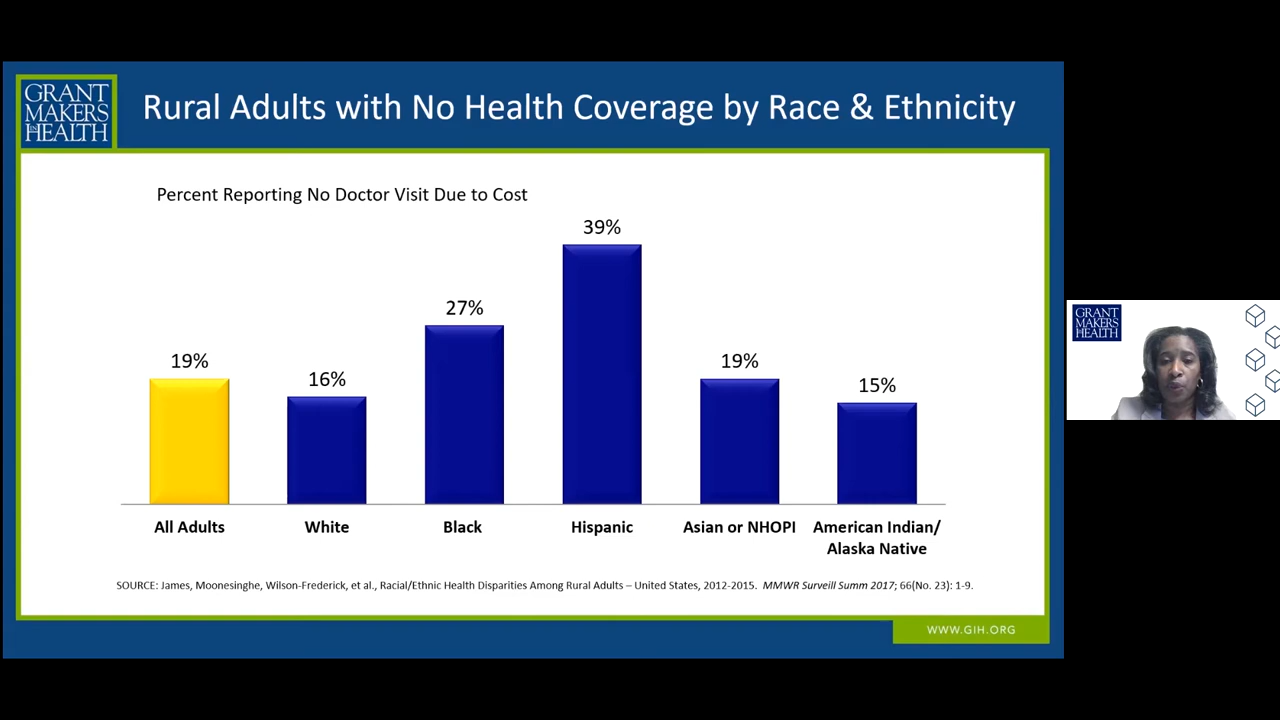 GRANT
MAKERS
IN
HEALTH
Rural Adults with No Health Coverage by Race & Ethnicity
Percent Reporting No Doctor Visit Due to Cost
19%
16%
27%
39%
19%
15%
All Adults
White
Black
Hispanic
Asian or NHOPI
American Indian/
Alaska Native
SOURCE: James, Moonesinghe, Wilson-Frederick, et al., Racial/Ethnic Health Disparities Among Rural Adults – United States, 2012-2015. MMWR Surveill Summ 2017; 66(No. 23): 1-9.
WWW.GIH.ORG
GRANT
MAKERS
IN
HEALTH